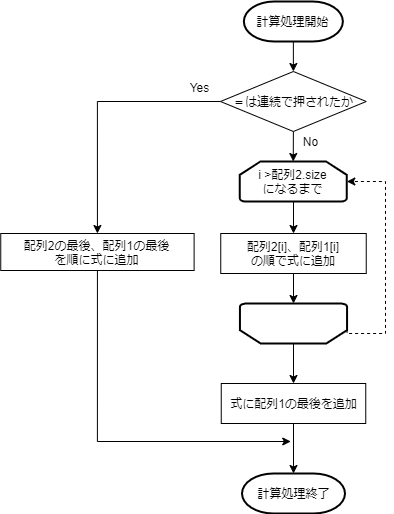 計算処理開始
=は連続で押されたか
Yes
No
i >配列2.size
になるまで
配列2の最後、配列1の最後
を順に式に追加
配列2[i]、配列1[i]
の順で式に追加
式に配列1の最後を追加
計算処理終了